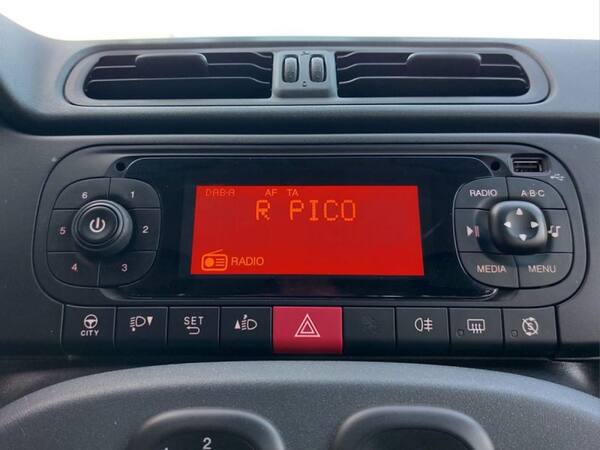 DAB-A AF TA
R PICO
RADIO
6 1
5 2
4 3
RADIO A·B·C
MEDIA MENU
CITY
SET
A
2